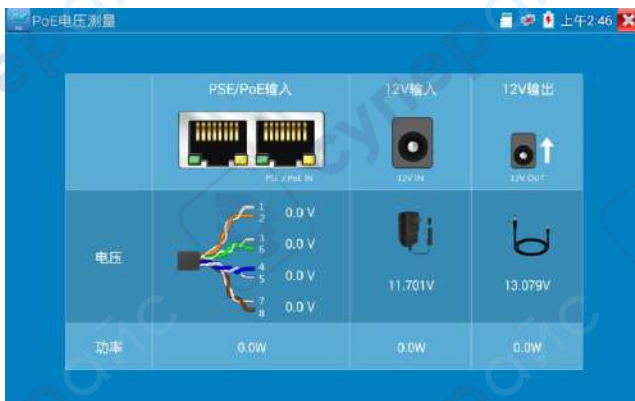 PoE电压测量
上午2:46
PSE/PoE输入
12V输入
12V输出
PSE / PoE IN
12V IN
12V OUT
电压
1
2
0.0 V
3
6
0.0 V
4
5
0.0 V
7
8
0.0 V
11.701V
13.079V
功率
0.0W
0.0W
0.0W